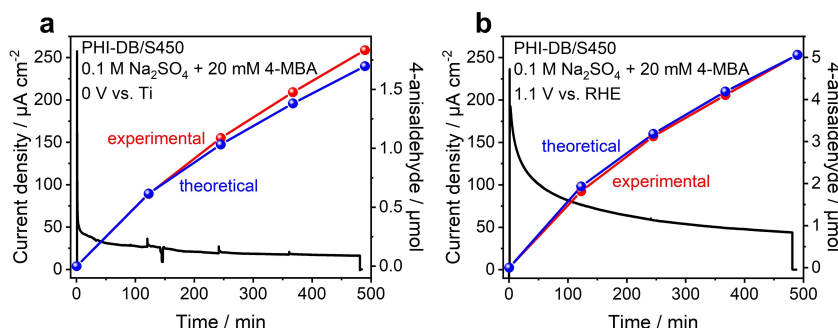 a
PHI-DB/S450
0.1 M Na₂SO₄ + 20 mM 4-MBA
0 V vs. Ti
experimental
theoretical
Current density / µA cm⁻²
250
200
150
100
50
0
4-anisaldehyde / µmol
1.5
1.0
0.5
0.0
0 100 200 300 400 500
Time / min
b
PHI-DB/S450
0.1 M Na₂SO₄ + 20 mM 4-MBA
1.1 V vs. RHE
theoretical
experimental
Current density / µA cm⁻²
250
200
150
100
50
0
4-anisaldehyde / µmol
5
4
3
2
1
0
0 100 200 300 400 500
Time / min